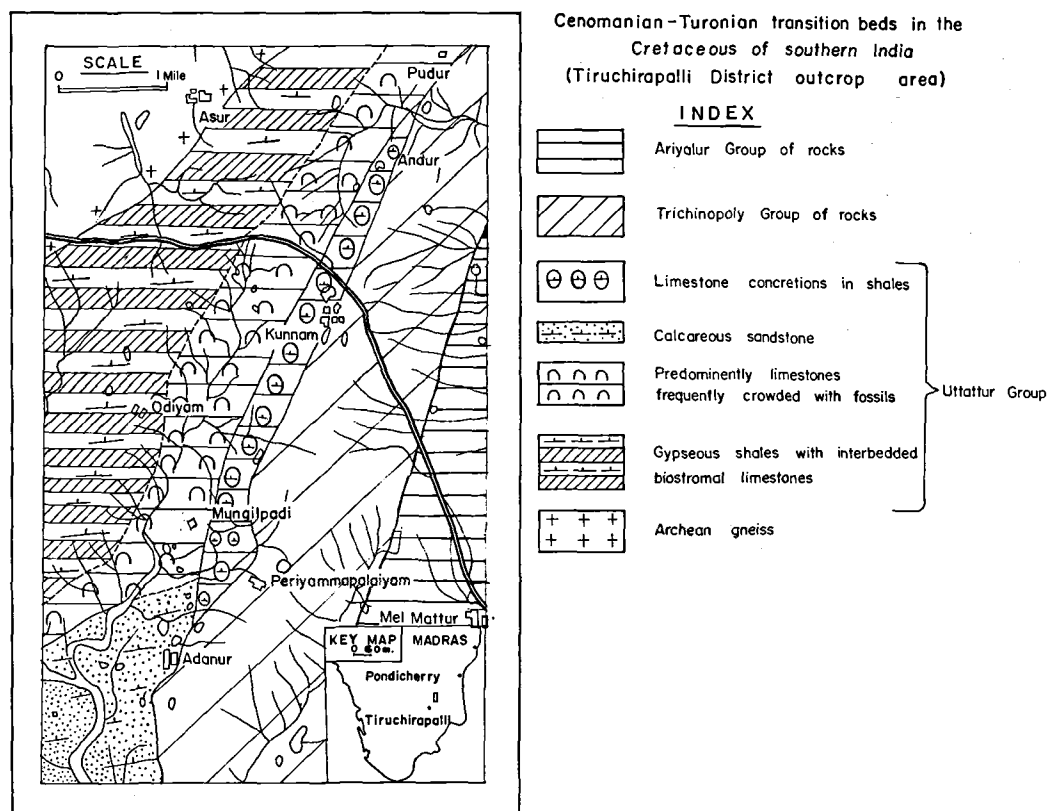 Cenomanian-Turonian transition beds in the
Cretaceous of southern India
(Tiruchirapalli District outcrop area)
INDEX
Ariyalur Group of rocks
Trichinopoly Group of rocks
Limestone concretions in shales
Calcareous sandstone
Predominently limestones
frequently crowded with fossils
Uttattur Group
Gypseous shales with interbedded
biostromal limestones
Archean gneiss
SCALE
0 1 Mile
Pudur
Asur
Andur
Kunnam
Odiyam
Mungilpadi
Periyammapalaiyam
Mel Mattur
Adanur
KEY MAP MADRAS
Pondicherry
Tiruchirapalli